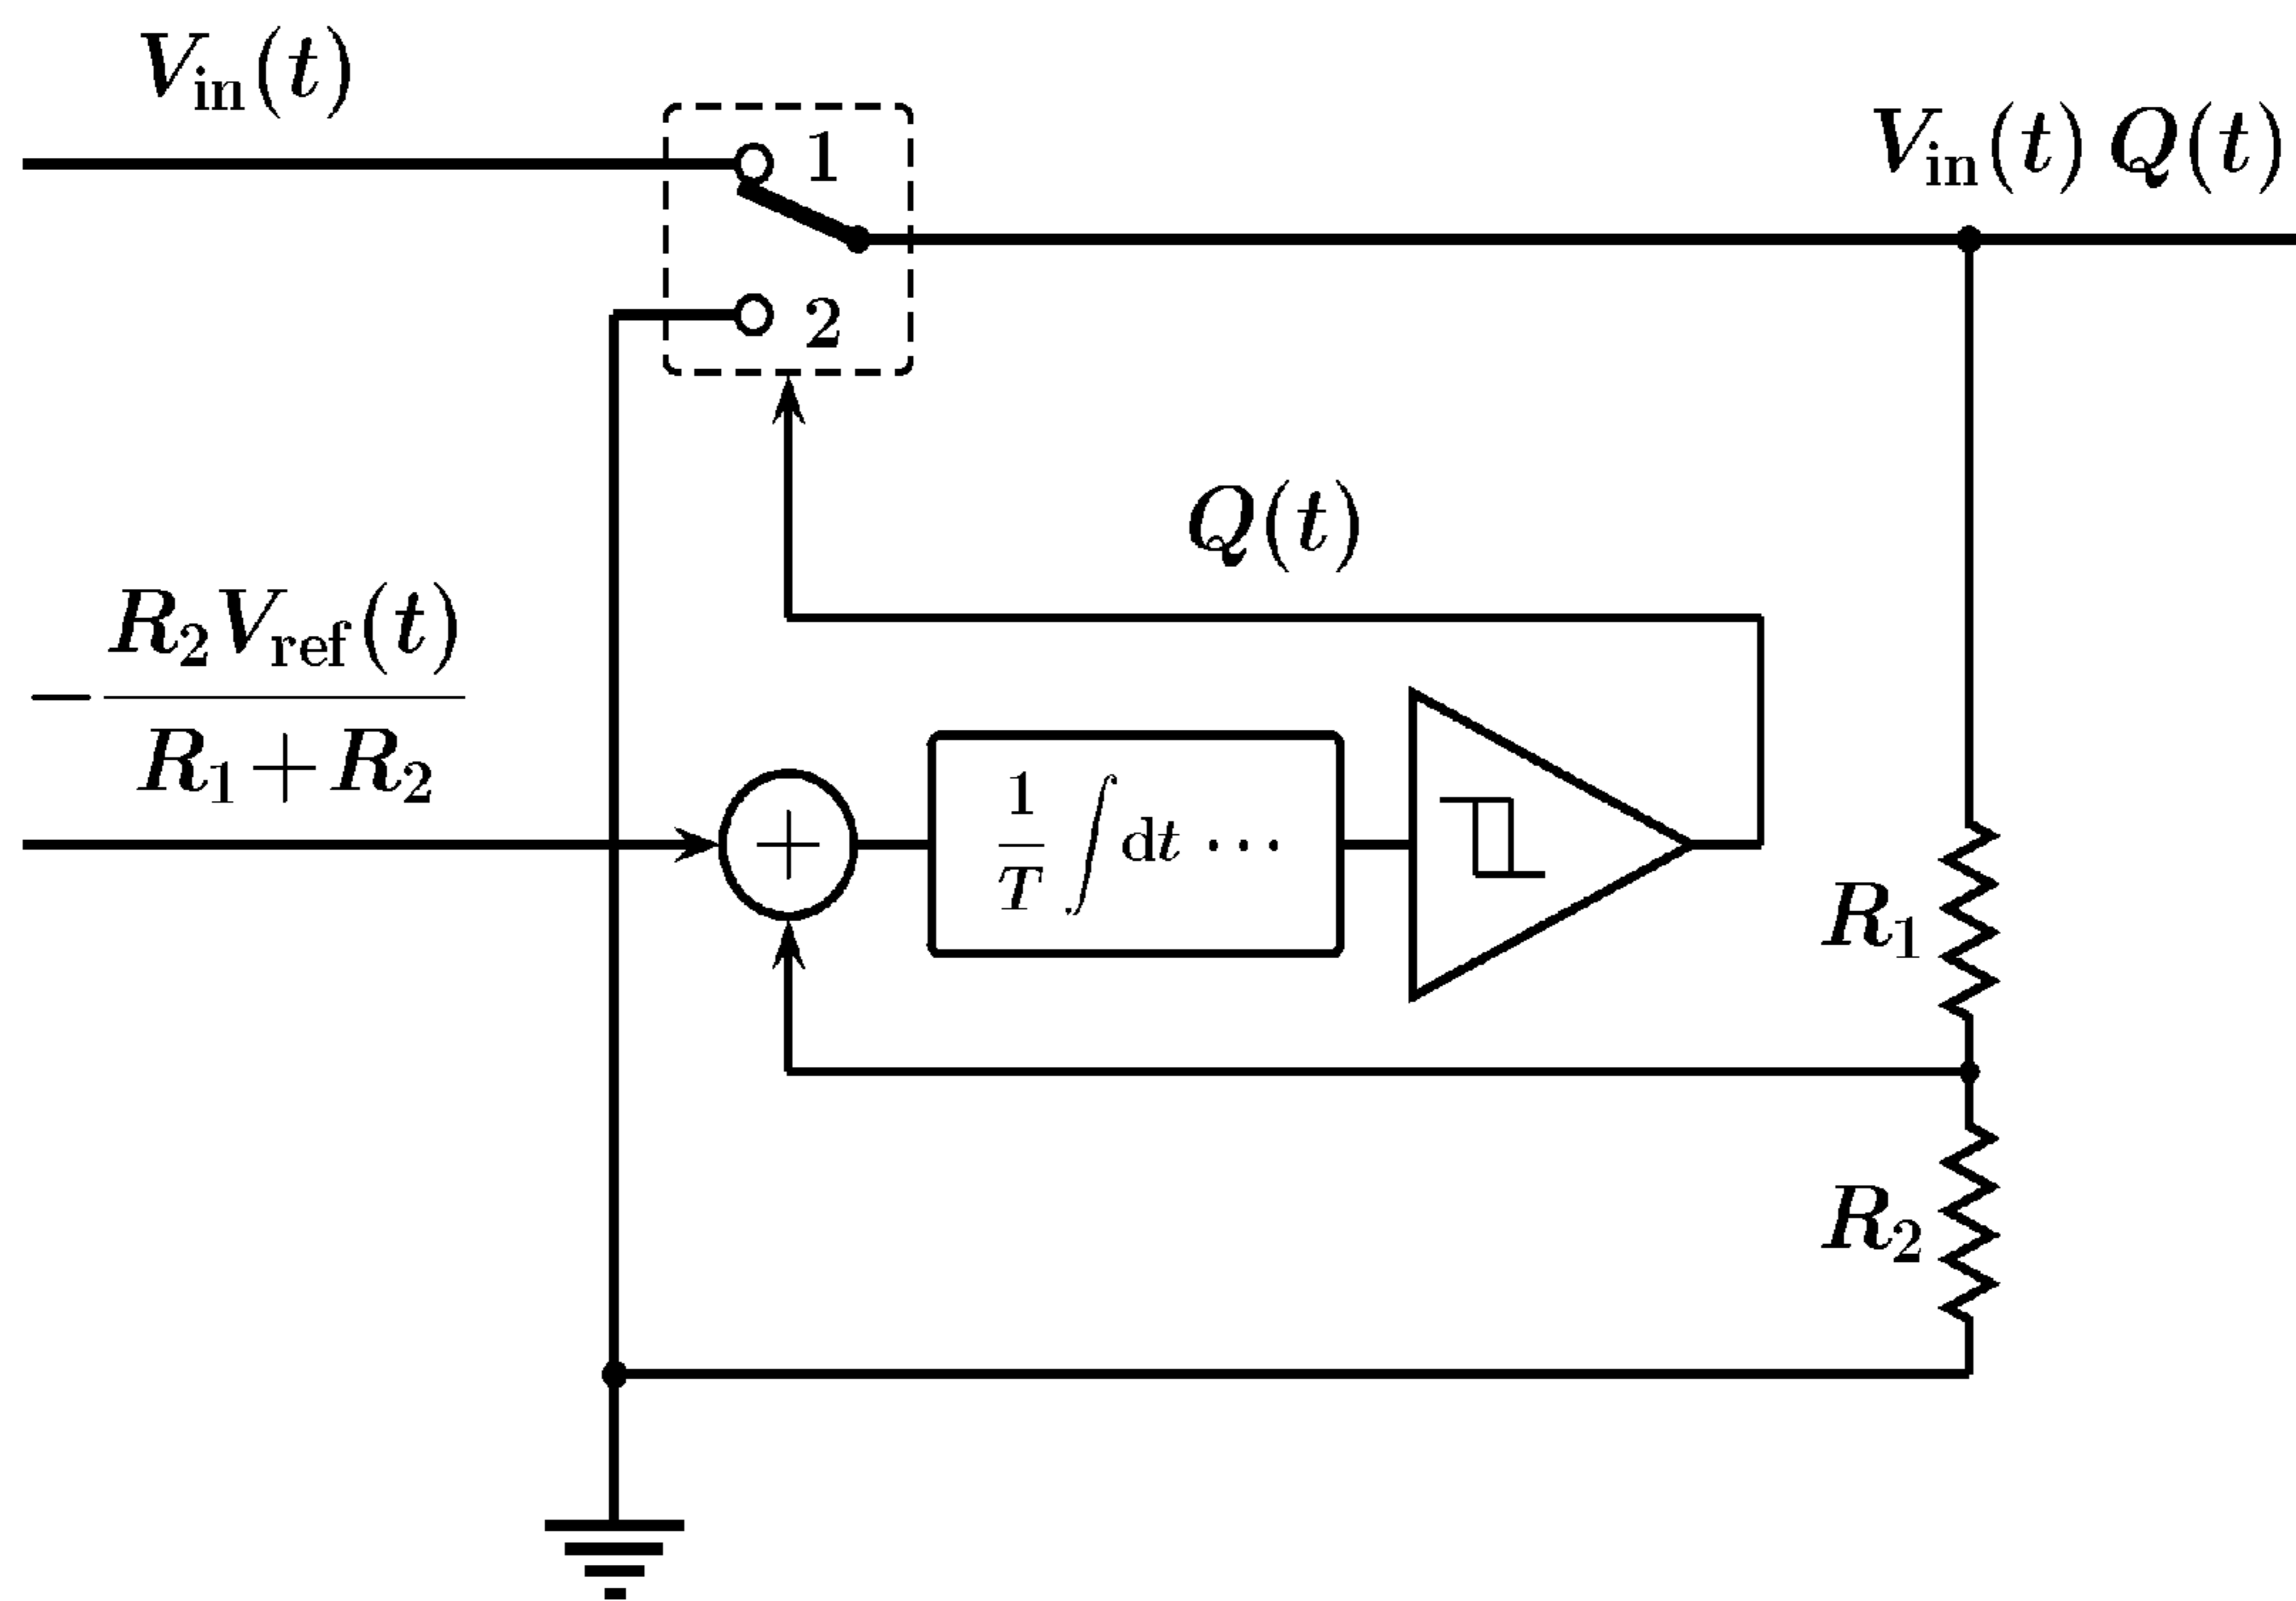 V_in(t)
1
V_in(t) Q(t)
2
Q(t)
−R_2V_ref(t)
R_1+R_2
1/T ∫dt ···
+
R_1
R_2